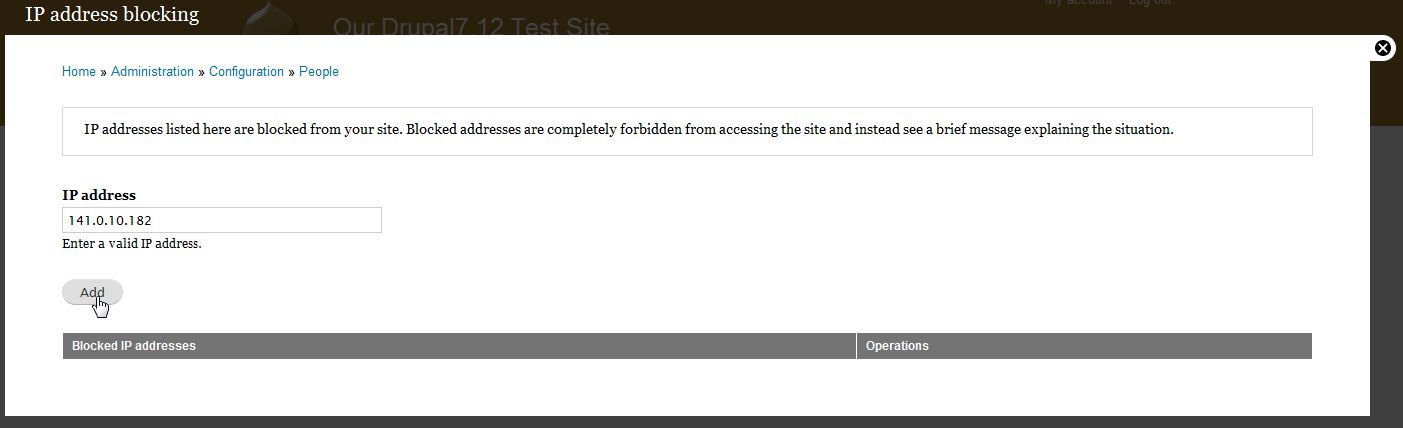 IP address blocking
My account Log out
Our Drupal7.12 Test Site
Home » Administration » Configuration » People
IP addresses listed here are blocked from your site. Blocked addresses are completely forbidden from accessing the site and instead see a brief message explaining the situation.
IP address
141.0.10.182
Enter a valid IP address.
Add
Blocked IP addresses Operations